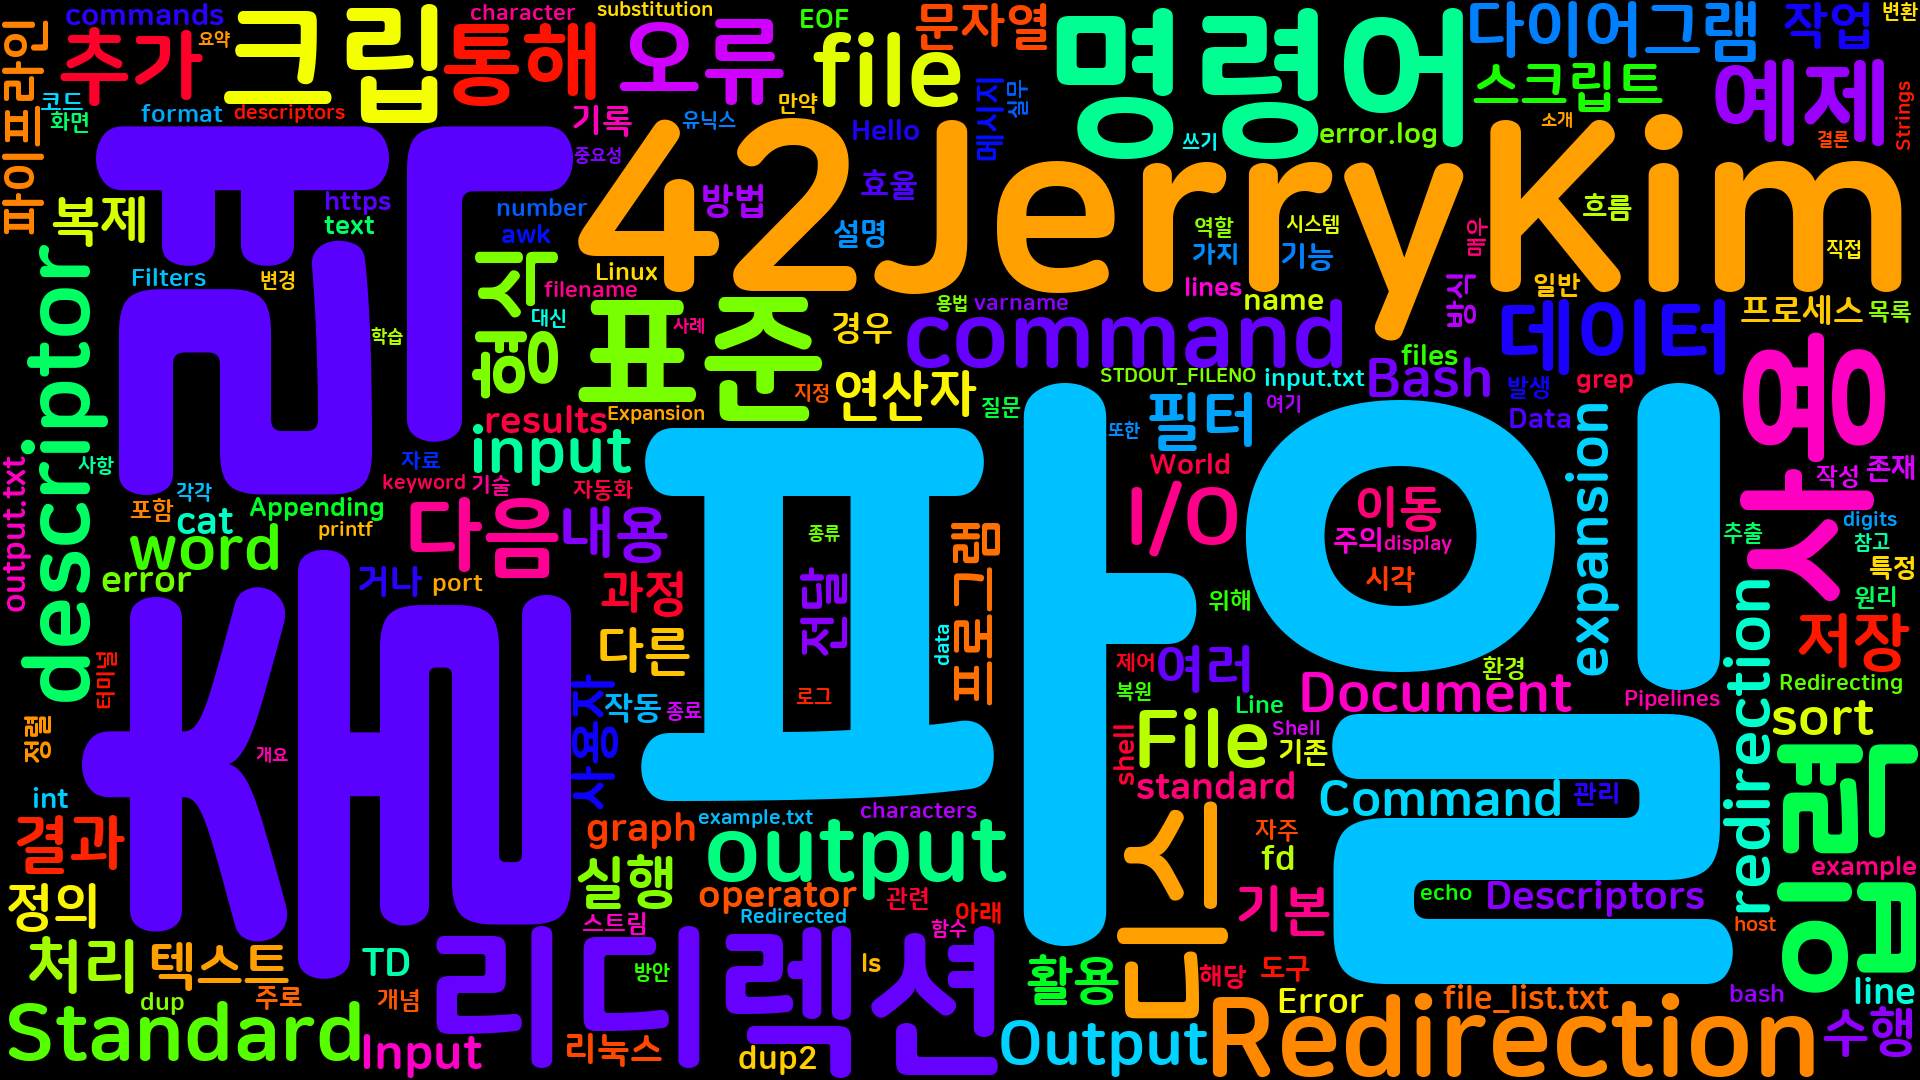 commands
요약
크립
character
substitution
EOF
문자열
다이어그램
작업
변환
파이프라인
추가
통해
오류
file
명령어
스크립트
예제
코드
화면
format
descriptors
기록
만약
유닉스
Hello
메시지
실무
쓰기
error.log
소개
결론
Strings
중요성
42JerryKim
복제
https
text
number
awk
방법
효율
설명
역할
가지
시스템
기능
매우
흐름
직접
descriptor
Filters
변경
학습
형식
Linux
filename
대신
표준
사례
경우
용법
varname
command
lines
name
방식
일반
데이터
프로세스
목록
results
Expansion
input
지정
연산자
질문
STDOUT_FILENO
input.txt
여기
Bash
files
발생
grep
Data
필터
또한
사용
output.txt
사항
각각
자료
keyword
기술
자동화
World
I/O
파일
이동
주의
display
시각
expansion
작성
존재
digits
참고
추출
특정
원리
포함
cat
word
Appending
printf
다음
내용
종류
error
거나
port
과정
전달
프로그램
data
위해
redirection
저장
터미널
다른
사용자
작동
종료
로그
제어
복원
여러
환경
Document
Pipelines
Redirecting
정렬
개요
shell
Line
Shell
File
기존
sort
입력
int
결과
graph
example.txt
characters
standard
Command
관리
output
자주
fd
example
정의
실행
operator
Redirected
관련
아래
기본
echo
Descriptors
host
처리
텍스트
TD
리디렉션
스트림
방안
함수
ls
활용
해당
도구
Standard
dup
주로
개념
Input
리눅스
dup2
Output
Error
Redirection
file_list.txt
bash
line
수행